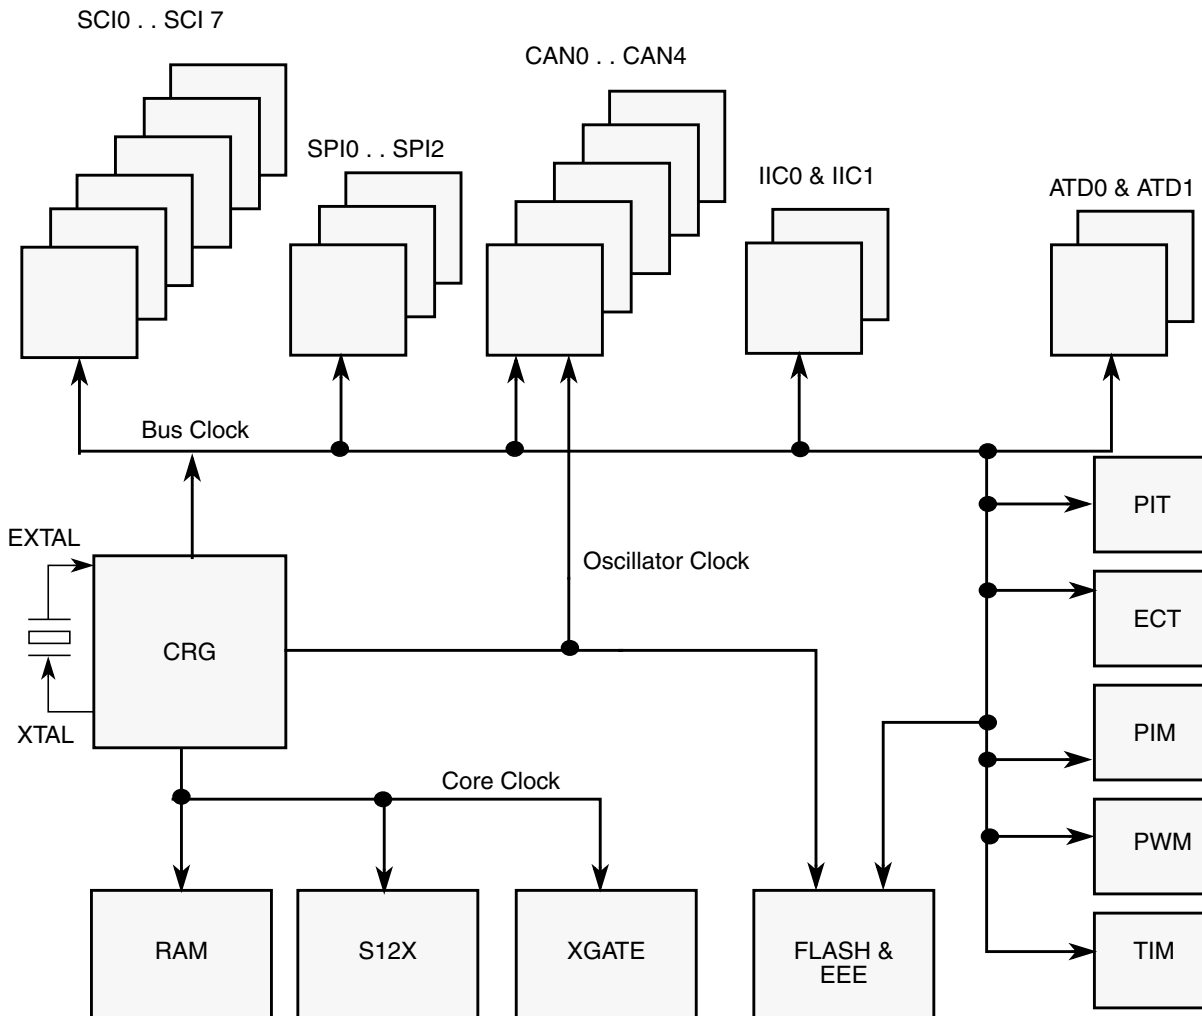 SCI0 . . SCI 7
CAN0 . . CAN4
SPI0 . . SPI2
IIC0 & IIC1
ATD0 & ATD1
Bus Clock
PIT
EXTAL
Oscillator Clock
ECT
CRG
XTAL
PIM
Core Clock
PWM
RAM
S12X
XGATE
FLASH &
EEE
TIM